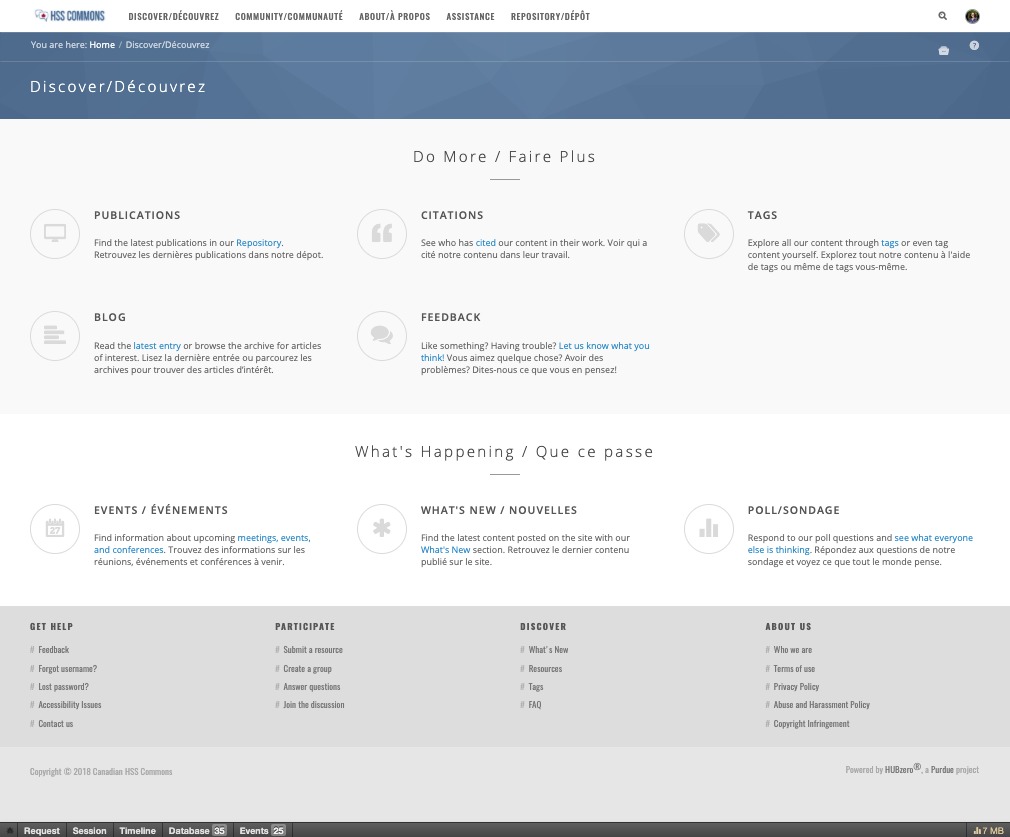 HSS COMMONS
DISCOVER/DÉCOUVREZ
COMMUNITY/COMMUNAUTÉ
ABOUT/À PROPOS
ASSISTANCE
REPOSITORY/DÉPÔT
You are here: Home / Discover/Découvrez
Discover/Découvrez
Do More / Faire Plus
PUBLICATIONS
Find the latest publications in our Repository.
Retrouvez les dernières publications dans notre dépot.
CITATIONS
See who has cited our content in their work. Voir qui a
cité notre contenu dans leur travail.
TAGS
Explore all our content through tags or even tag
content yourself. Explorez tout notre contenu à l'aide
de tags ou même de tags vous-même.
BLOG
Read the latest entry or browse the archive for articles
of interest. Lisez la dernière entrée ou parcourez les
archives pour trouver des articles d'intérêt.
FEEDBACK
Like something? Having trouble? Let us know what you
think! Vous aimez quelque chose? Avoir des
problèmes? Dites-nous ce que vous en pensez!
What's Happening / Que ce passe
27
EVENTS / ÉVÉNEMENTS
Find information about upcoming meetings, events,
and conferences. Trouvez des informations sur les
réunions, événements et conférences à venir.
WHAT'S NEW / NOUVELLES
Find the latest content posted on the site with our
What's New section. Retrouvez le dernier contenu
publié sur le site.
POLL/SONDAGE
Respond to our poll questions and see what everyone
else is thinking. Répondez aux questions de notre
sondage et voyez ce que tout le monde pense.
GET HELP
# Feedback
# Forgot username?
# Lost password?
# Accessibility Issues
# Contact us
PARTICIPATE
# Submit a resource
# Create a group
# Answer questions
# Join the discussion
DISCOVER
# What's New
# Resources
# Tags
# FAQ
ABOUT US
# Who we are
# Terms of use
# Privacy Policy
# Abuse and Harassment Policy
# Copyright Infringement
Copyright © 2018 Canadian HSS Commons
Powered by HUBzero®, a Purdue project
Request
Session
Timeline
Database 35
Events 25
7 MB